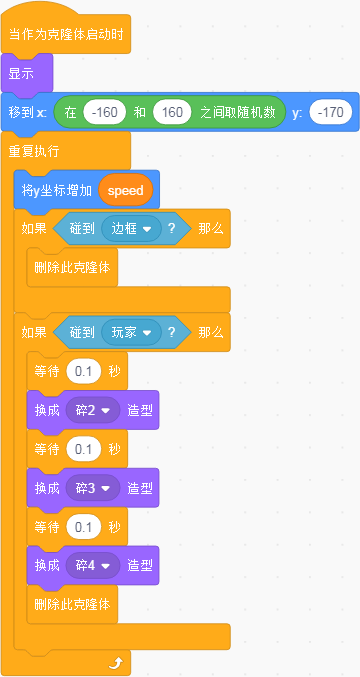 当作为克隆体启动时
显示
移到 x: 在 -160 和 160 之间取随机数 y: -170
重复执行
将y坐标增加 speed
如果 碰到 边框 ? 那么
删除此克隆体
如果 碰到 玩家 ? 那么
等待 0.1 秒
换成 碎2 造型
等待 0.1 秒
换成 碎3 造型
等待 0.1 秒
换成 碎4 造型
删除此克隆体